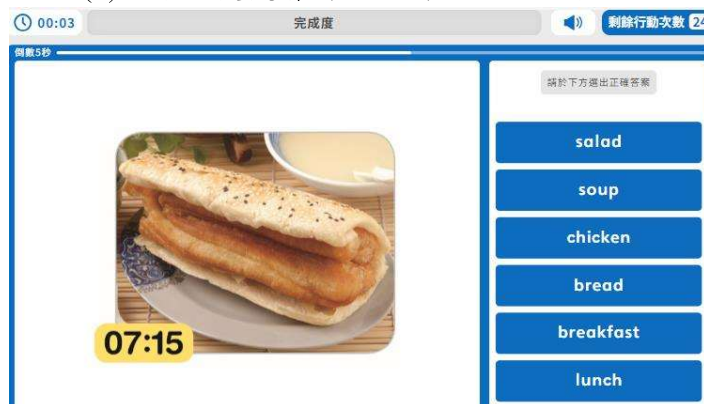 00:03
完成度
剩餘行動次數 24
倒數5秒
請於下方選出正確答案
salad
soup
chicken
bread
breakfast
lunch
07:15